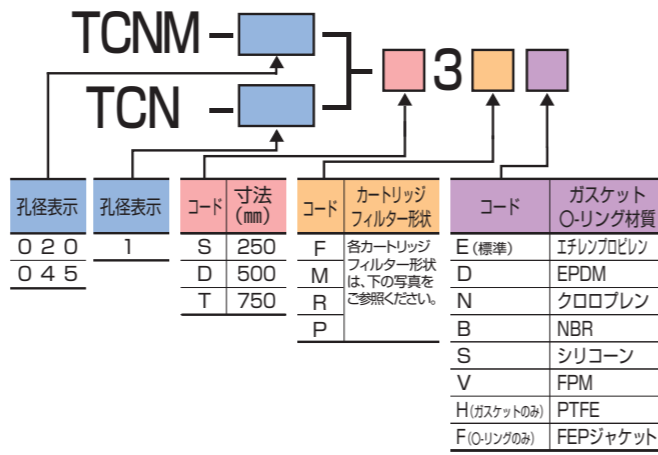 TCNM－
3
TCN －
孔径表示
020
045
孔径表示
1
コード 寸法(mm)
S 250
D 500
T 750
コード カートリッジフィルター形状
F
M
R
P
各カートリッジ
フィルター形状
は、下の写真を
ご参照ください。
コード ガスケットO-リング材質
E(標準) エチレンプロピレン
D EPDM
N クロロプレン
B NBR
S シリコーン
V FPM
H(ガスケットのみ) PTFE
F(O-リングのみ) FEPジャケット